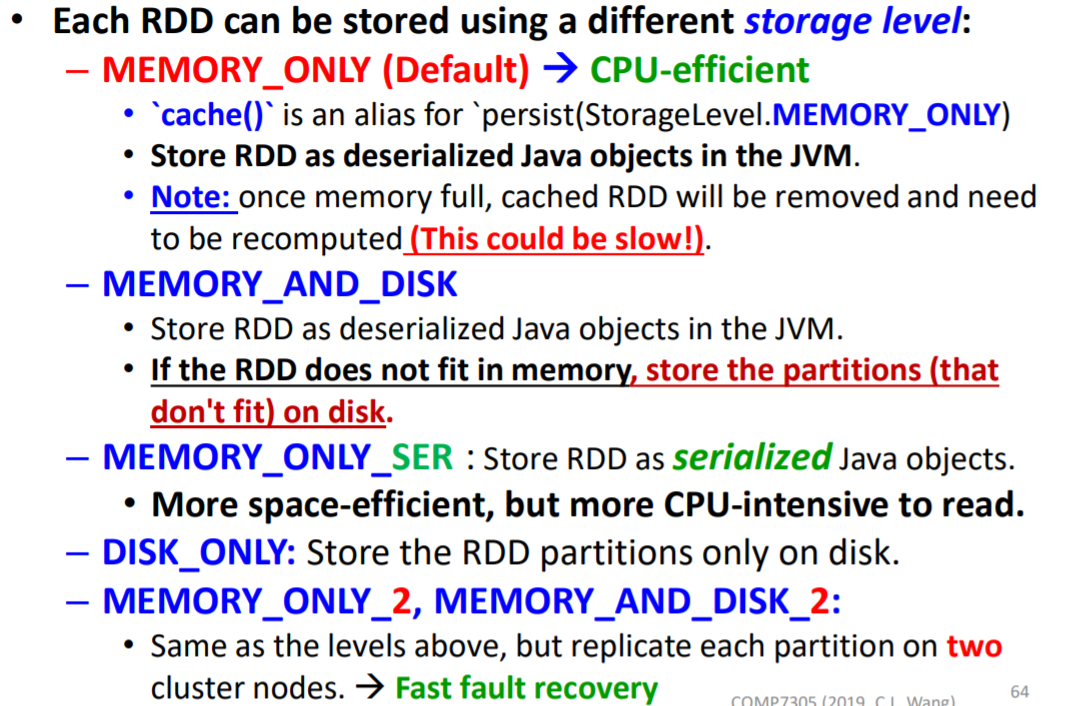 • Each RDD can be stored using a different storage level:
– MEMORY_ONLY (Default) → CPU-efficient
• `cache()` is an alias for `persist(StorageLevel.MEMORY_ONLY)
• Store RDD as deserialized Java objects in the JVM.
• Note: once memory full, cached RDD will be removed and need
to be recomputed (This could be slow!).
– MEMORY_AND_DISK
• Store RDD as deserialized Java objects in the JVM.
• If the RDD does not fit in memory, store the partitions (that
don't fit) on disk.
– MEMORY_ONLY_SER : Store RDD as serialized Java objects.
• More space-efficient, but more CPU-intensive to read.
– DISK_ONLY: Store the RDD partitions only on disk.
– MEMORY_ONLY_2, MEMORY_AND_DISK_2:
• Same as the levels above, but replicate each partition on two
cluster nodes. → Fast fault recovery
COMP7305 (2019, C.L. Wang)
64